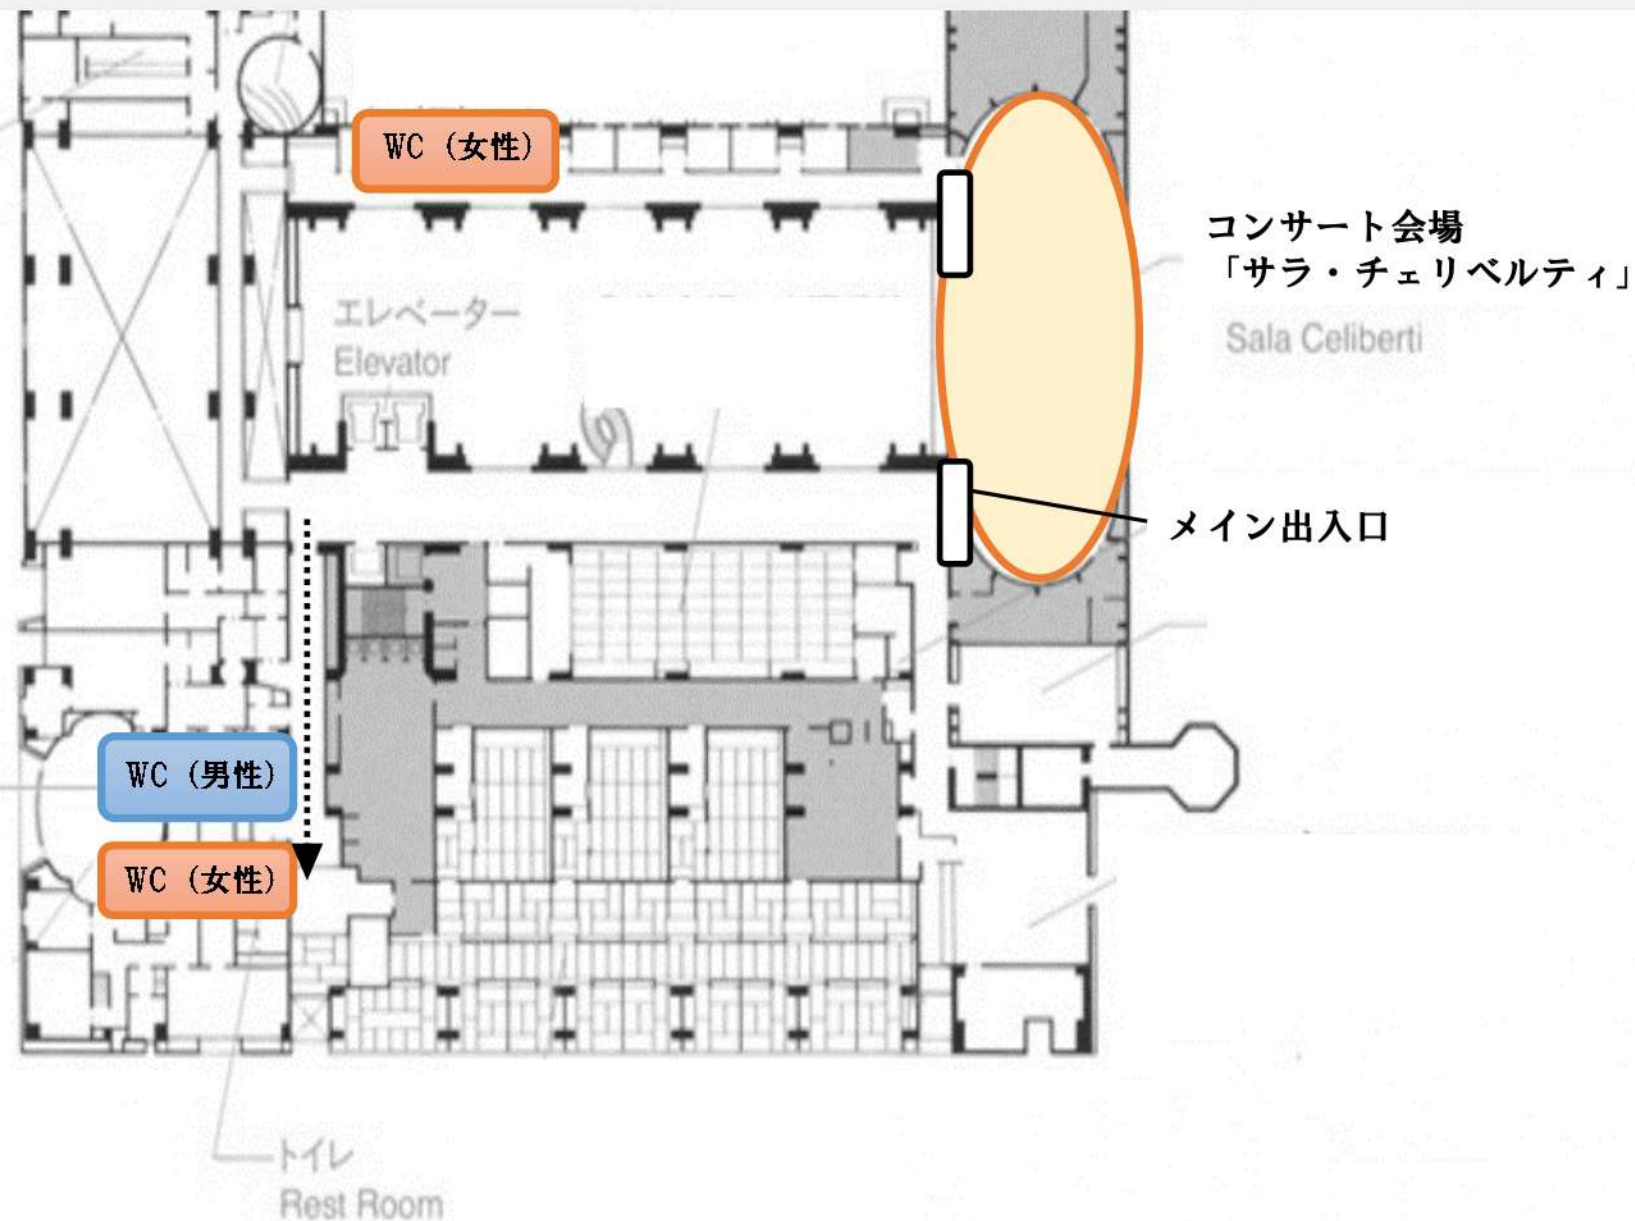 WC (女性)
コンサート会場
「サラ・チェリベルティ」
エレベーター
Elevator
Sala Celiberti
メイン出入口
WC (男性)
WC (女性)
トイレ
Rest Room